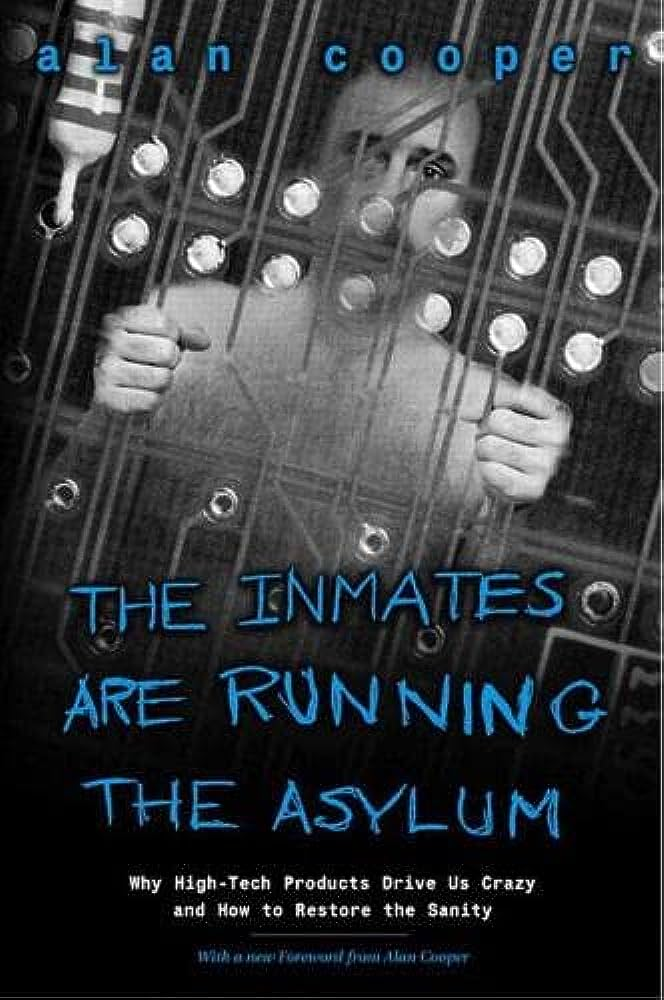 alan cooper
THE INMATES
ARE RUNNING
THE ASYLUM
Why High-Tech Products Drive Us Crazy
and How to Restore the Sanity
With a new Foreword from Alan Cooper